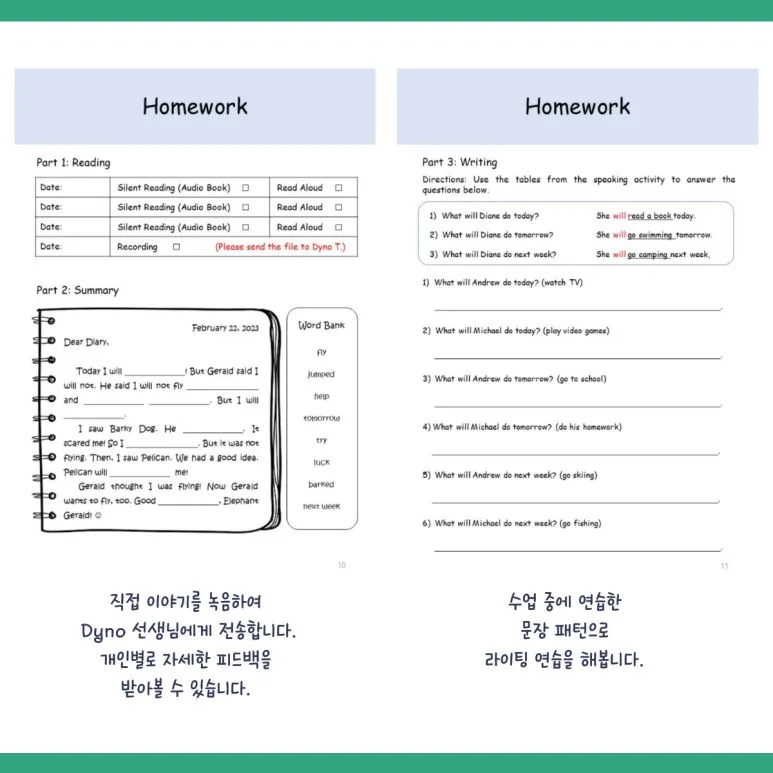 Homework
Part 1: Reading
Date: Silent Reading (Audio Book) ☐ Read Aloud ☐
Date: Silent Reading (Audio Book) ☐ Read Aloud ☐
Date: Silent Reading (Audio Book) ☐ Read Aloud ☐
Date: Recording ☐ (Please send the file to Dyno T.)
Part 2: Summary
February 22, 2023
Dear Diary,
Today I will ____________! But Gerald said I
will not. He said I will not fly ______________
and ____________ ____________. But I will
____________.
I saw Barky Dog. He ____________. It
scared me! So I ______________. But it was not
flying. Then, I saw Pelican. We had a good idea.
Pelican will ____________ me!
Gerald thought I was flying! Now Gerald
wants to fly, too. Good ____________, Elephant
Gerald! ☺
Word Bank
fly
jumped
help
tomorrow
try
luck
barked
next week
10
직접 이야기를 녹음하여
Dyno 선생님에게 전송합니다.
개인별로 자세한 피드백을
받아볼 수 있습니다.
Homework
Part 3: Writing
Directions: Use the tables from the speaking activity to answer the
questions below.
1) What will Diane do today? She will read a book today.
2) What will Diane do tomorrow? She will go swimming tomorrow.
3) What will Diane do next week? She will go camping next week.
1) What will Andrew do today? (watch TV)
____________________.
2) What will Michael do today? (play video games)
____________________.
3) What will Andrew do tomorrow? (go to school)
____________________.
4) What will Michael do tomorrow? (do his homework)
____________________.
5) What will Andrew do next week? (go skiing)
____________________.
6) What will Michael do next week? (go fishing)
____________________.
11
수업 중에 연습한
문장 패턴으로
라이팅 연습을 해봅니다.